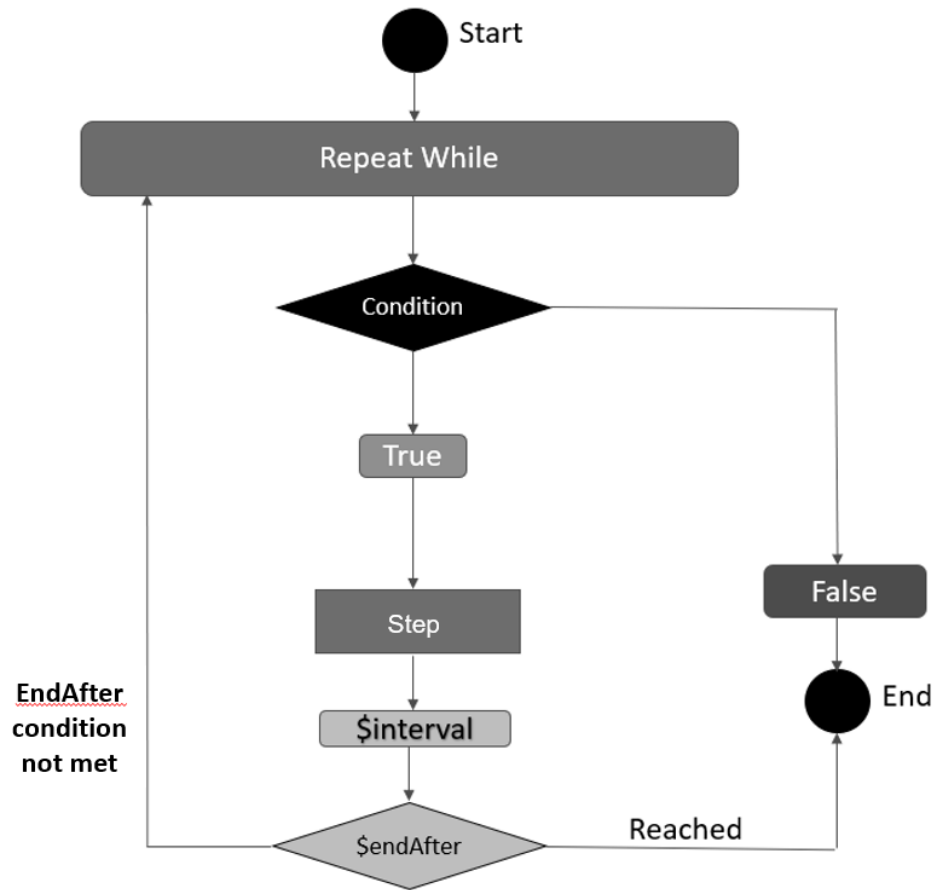 Start
Repeat While
Condition
True
False
Step
EndAfter
condition
not met
End
$interval
Reached
$endAfter